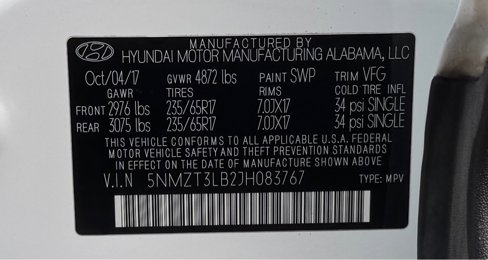 MANUFACTURED BY
HYUNDAI MOTOR MANUFACTURING ALABAMA, LLC
Oct/04/17 GVWR 4872 lbs PAINT SWP TRIM VFG
GAWR TIRES RIMS COLD TIRE INFL
FRONT 2976 lbs 235/65R17 7.0JX17 34 psi SINGLE
REAR 3075 lbs 235/65R17 7.0JX17 34 psi SINGLE
THIS VEHICLE CONFORMS TO ALL APPLICABLE U.S.A. FEDERAL
MOTOR VEHICLE SAFETY AND THEFT PREVENTION STANDARDS
IN EFFECT ON THE DATE OF MANUFACTURE SHOWN ABOVE
V.I.N 5NMZT3LB2JH083767 TYPE: MPV